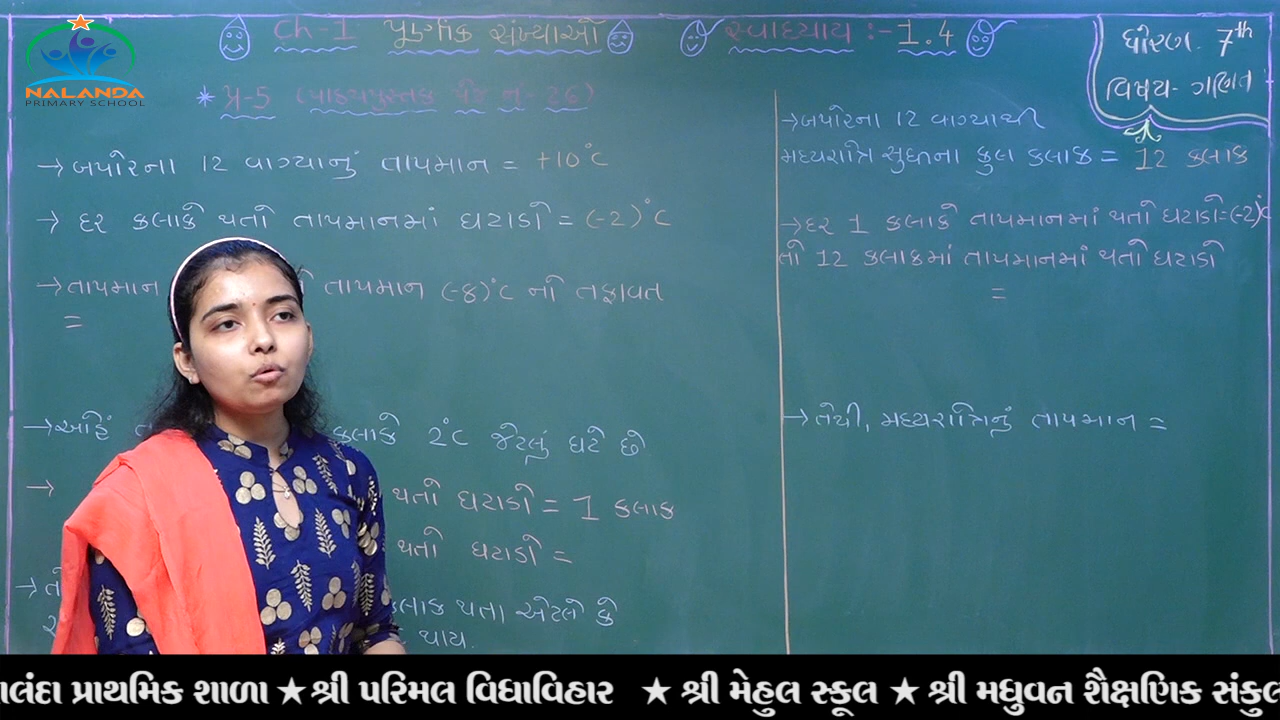 NALANDA
PRIMARY SCHOOL
Ch-1 પૂર્ણાંક સંખ્યાઓ સ્વાધ્યાય :- 1.4
ધોરણ. 7th
વિષય- ગણિત
* પ્ર-5 (પાઠ્યપુસ્તક પેજ નં-26)
→ બપોરના 12 વાગ્યાનું તાપમાન = +10°C
→ દર કલાકે થતો તાપમાનમાં ઘટાડો = (-2)°C
→ તાપમાન તાપમાન (-8)°C નો તફાવત
=
→ અહિં કલાકે 2°C જેટલું ઘટે છે
→ થતો ઘટાડો = 1 કલાક
થતો ઘટાડો =
→ કલાક થતા એટલે કે
થાય.
→ બપોરના 12 વાગ્યાથી
મધ્યરાત્રિ સુધીના કુલ કલાક = 12 કલાક
→ દર 1 કલાકે તાપમાનમાં થતો ઘટાડો=(-2)°C
તો 12 કલાકમાં તાપમાનમાં થતો ઘટાડો
=
→ તેથી, મધ્યરાત્રિનું તાપમાન =
ાલંદા પ્રાથમિક શાળા ★ શ્રી પરિમલ વિદ્યાવિહાર ★ શ્રી મેહુલ સ્કૂલ ★ શ્રી મધુવન શૈક્ષણિક સંકુલ